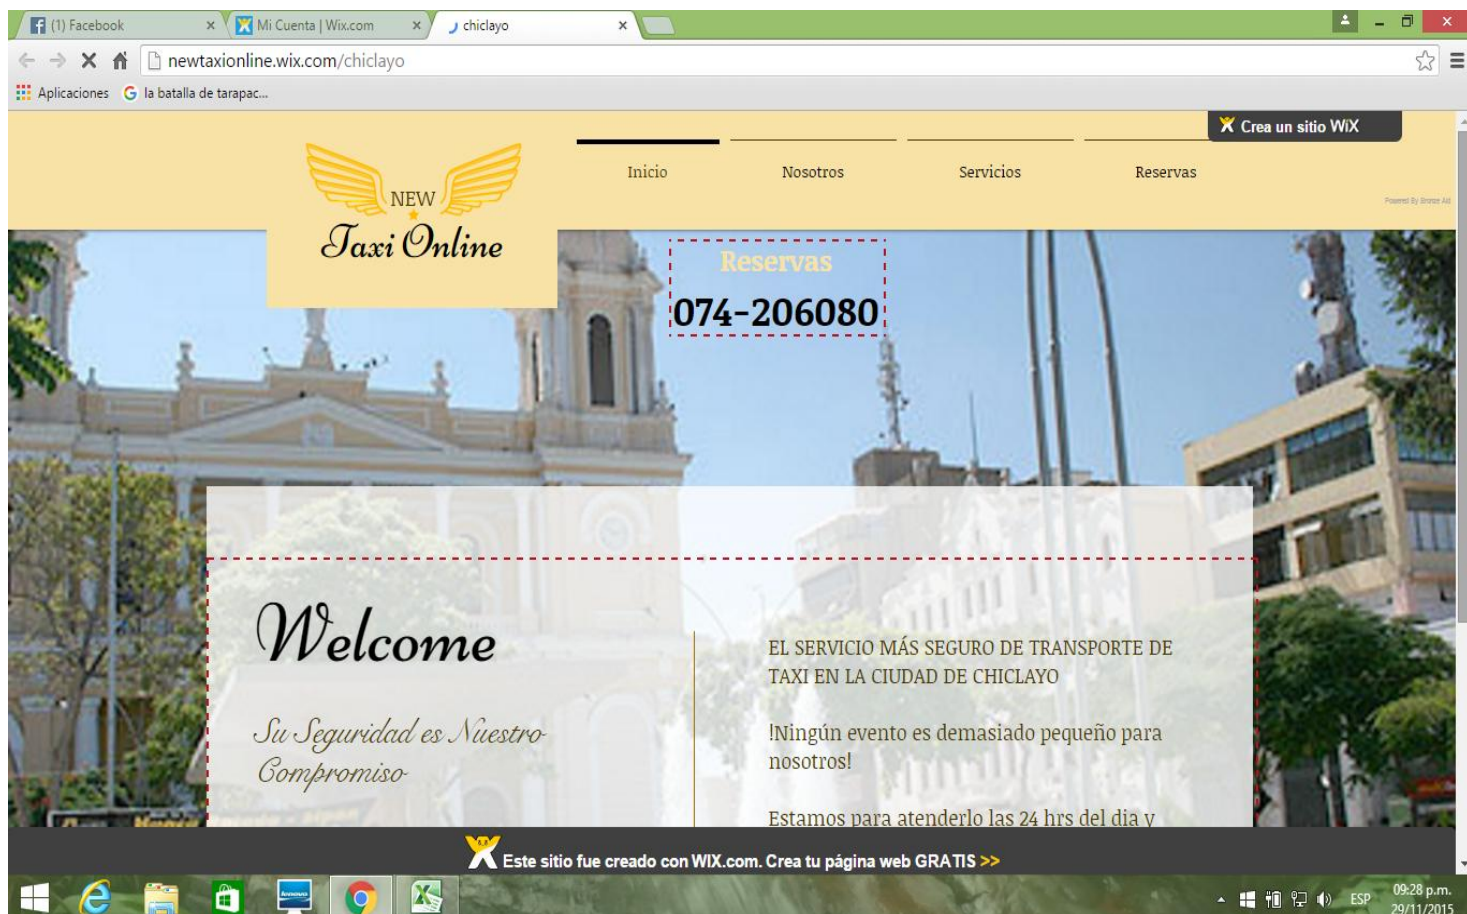 (1) Facebook
Mi Cuenta | Wix.com
chiclayo
newtaxionline.wix.com/chiclayo
Aplicaciones
la batalla de tarapac...
Crea un sitio WiX
NEW
Taxi Online
Inicio
Nosotros
Servicios
Reservas
Reservas
074-206080
Welcome
Su Seguridad es Nuestro
Compromiso
EL SERVICIO MÁS SEGURO DE TRANSPORTE DE
TAXI EN LA CIUDAD DE CHICLAYO
!Ningún evento es demasiado pequeño para
nosotros!
Estamos para atenderlo las 24 hrs del dia y
Este sitio fue creado con WIX.com. Crea tu página web GRATIS >>
lenovo
ESP
09:28 p.m.
29/11/2015